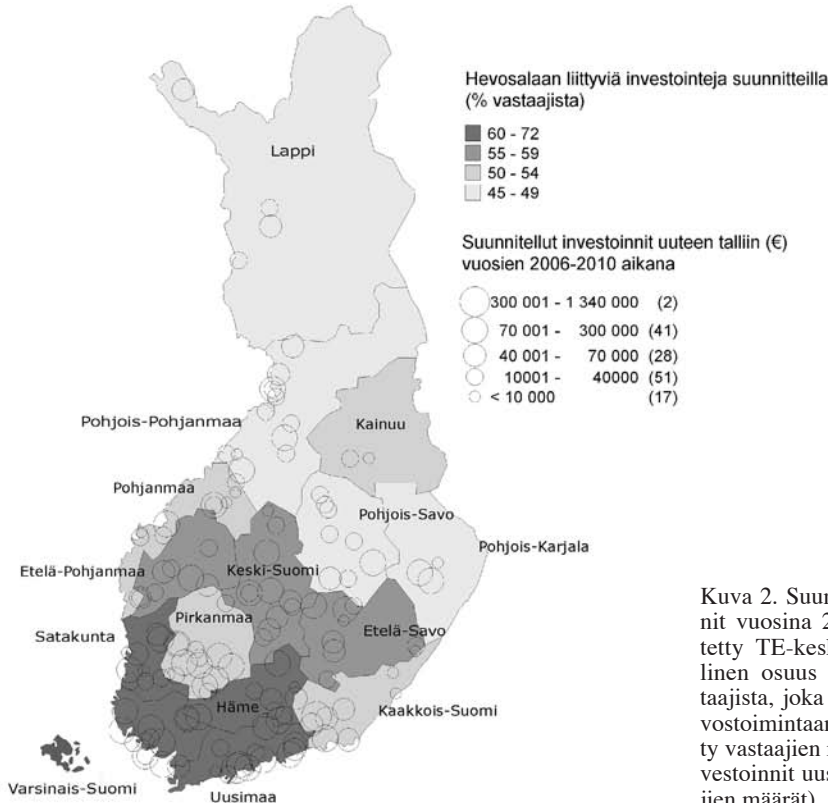 Hevosalaan liittyviä investointeja suunnitteilla
(% vastaajista)
60 - 72
55 - 59
50 - 54
45 - 49
Suunnitellut investoinnit uuteen talliin (€)
vuosien 2006-2010 aikana
300 001 - 1 340 000 (2)
70 001 - 300 000 (41)
40 001 - 70 000 (28)
10001 - 40000 (51)
< 10 000 (17)
Lappi
Pohjois-Pohjanmaa
Kainuu
Pohjanmaa
Pohjois-Savo
Pohjois-Karjala
Etelä-Pohjanmaa
Keski-Suomi
Pirkanmaa
Satakunta
Etelä-Savo
Häme
Kaakkois-Suomi
Varsinais-Suomi
Uusimaa
Kuva 2. Suun
nit vuosina 2
tetty TE-kesk
linen osuus
taajista, joka
vostoimintaan
ty vastaajien r
vestoinnit uus
jien määrät)